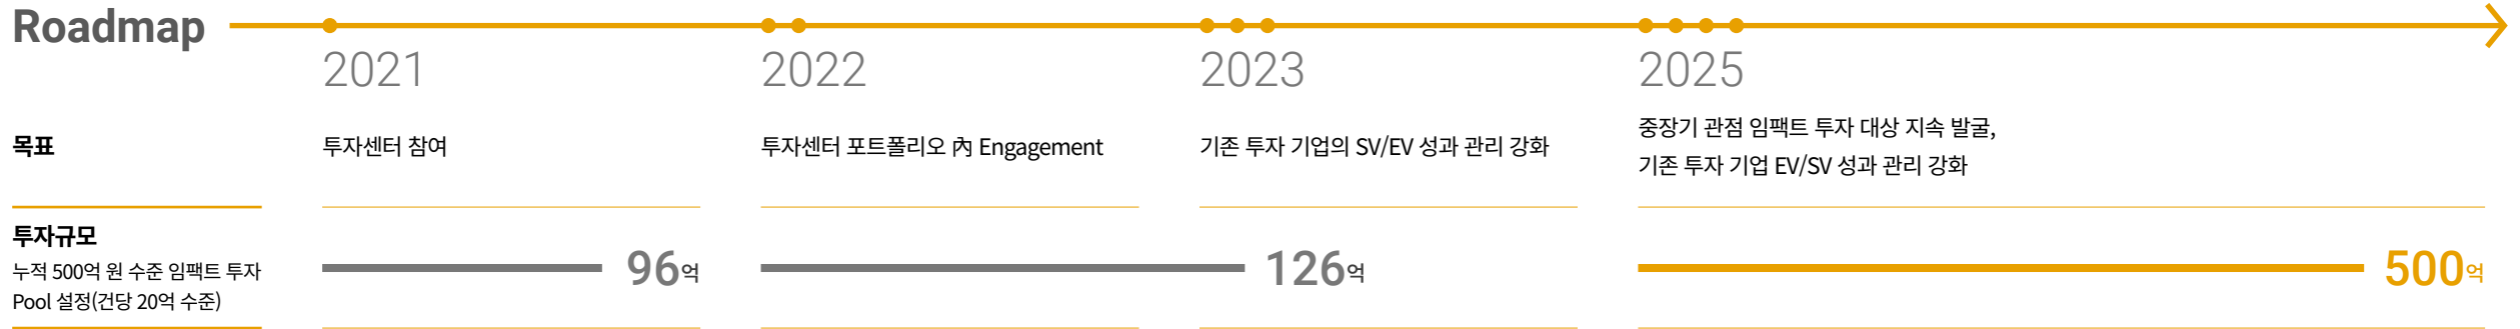 Roadmap
2021
2022
2023
2025
목표
투자센터 참여
투자센터 포트폴리오 內 Engagement
기존 투자 기업의 SV/EV 성과 관리 강화
중장기 관점 임팩트 투자 대상 지속 발굴,
기존 투자 기업 EV/SV 성과 관리 강화
투자규모
누적 500억 원 수준 임팩트 투자
Pool 설정(건당 20억 수준)
96억
126억
500억